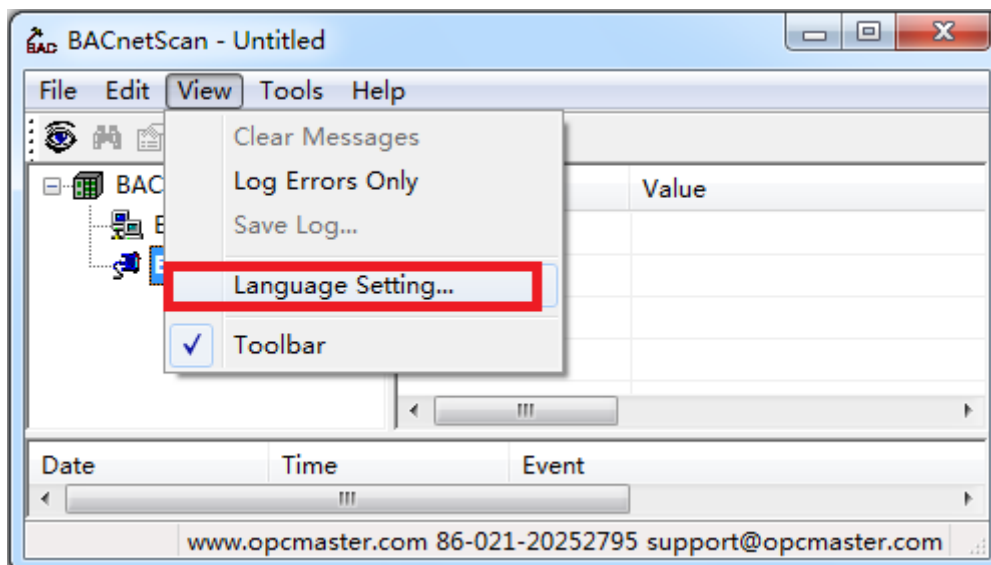 BACnetScan - Untitled
File Edit View Tools Help
Clear Messages
BAC Log Errors Only Value
Save Log...
Language Setting...
Toolbar
Date Time Event
www.opcmaster.com 86-021-20252795 support@opcmaster.com